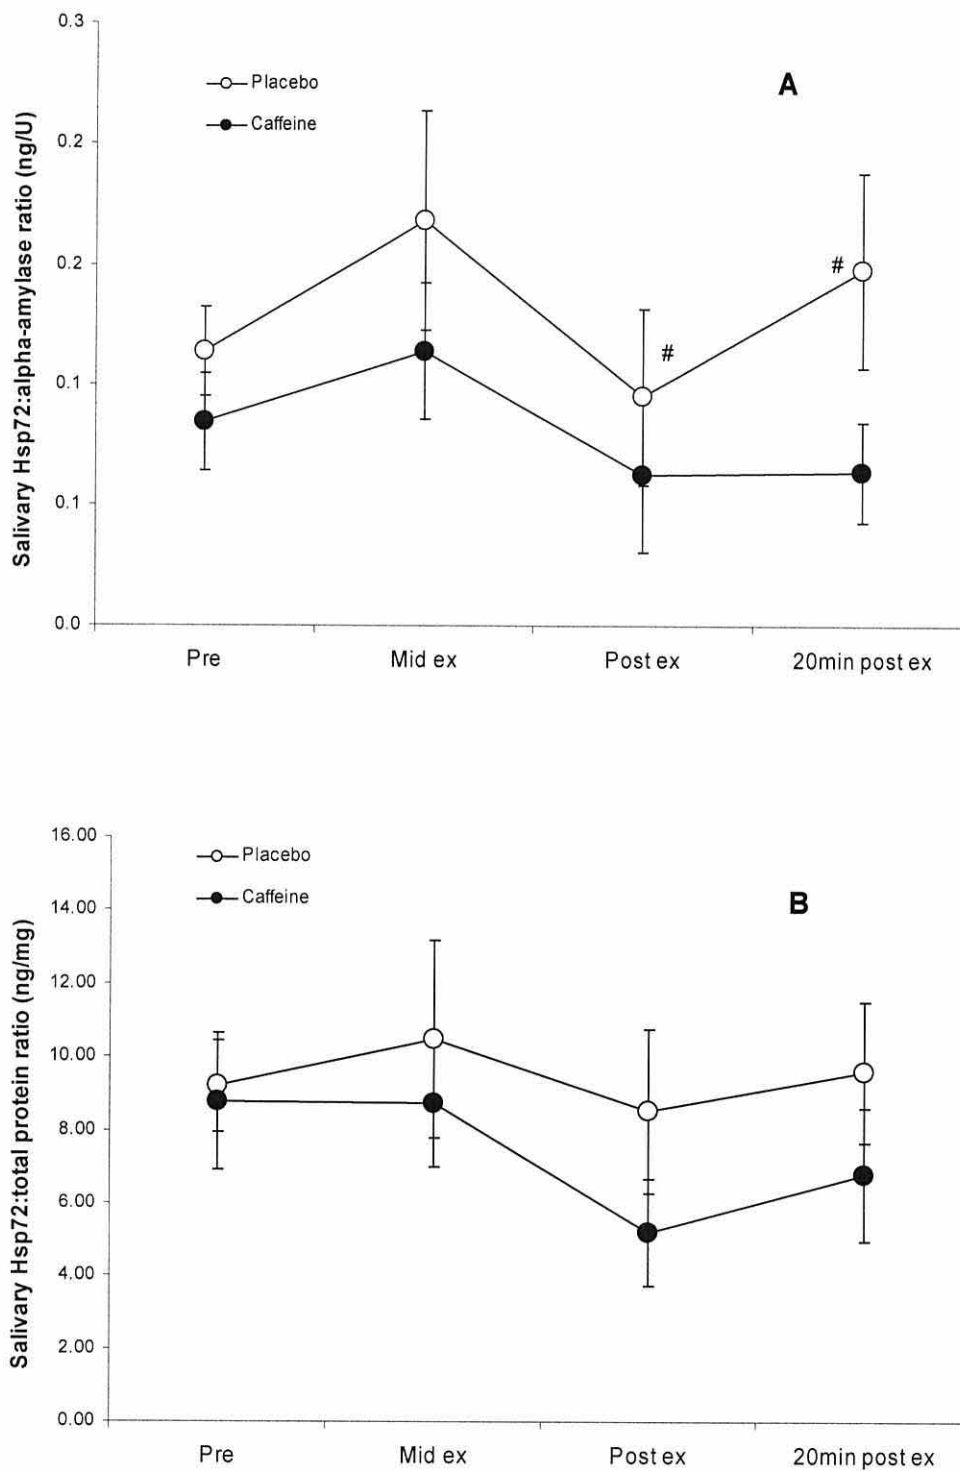 0.3
Placebo
A
Caffeine
0.2
0.2
#
#
0.1
0.1
0.0
Salivary Hsp72:alpha-amylase ratio (ng/U)
Pre Mid ex Post ex 20min post ex
16.00
Placebo
Caffeine
B
14.00
12.00
10.00
8.00
6.00
4.00
2.00
0.00
Salivary Hsp72:total protein ratio (ng/mg)
Pre Mid ex Post ex 20min post ex